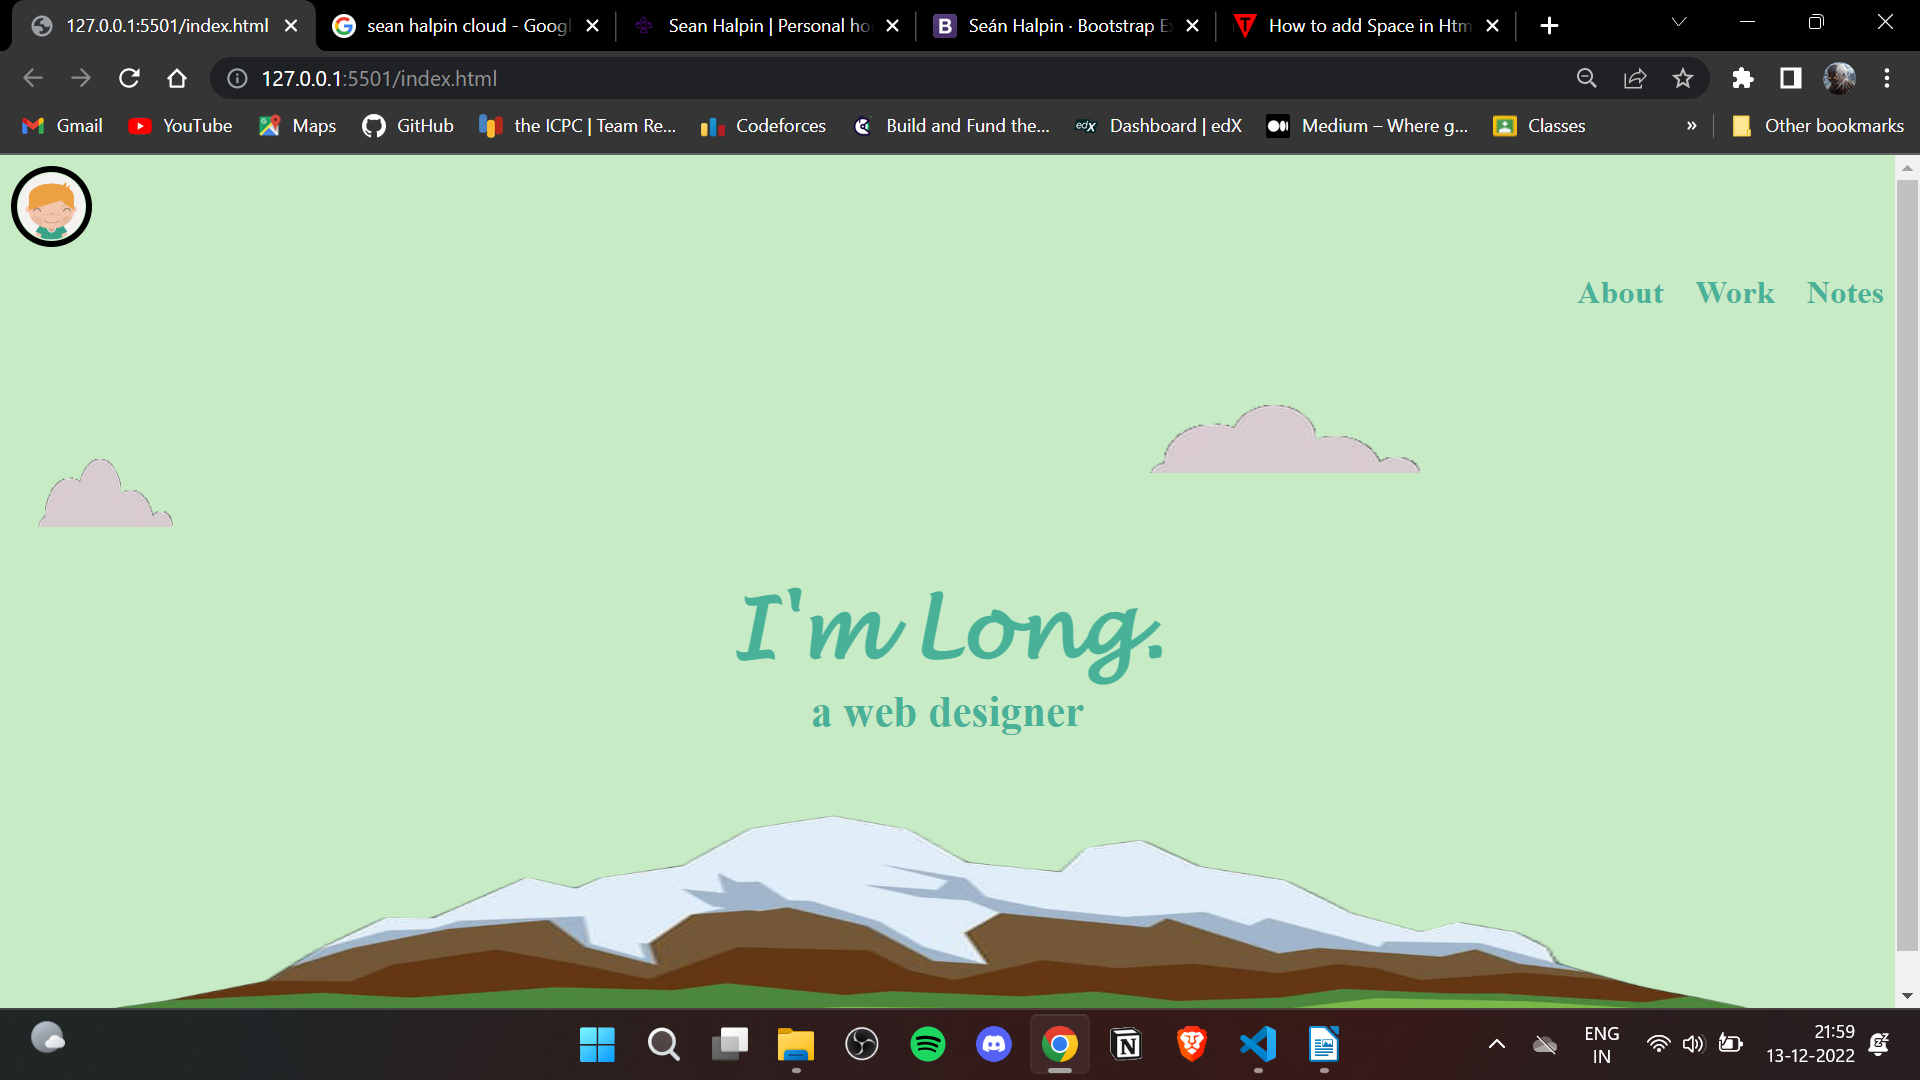 127.0.0.1:5501/index.html
sean halpin cloud - Googl
Sean Halpin | Personal ho
Seán Halpin · Bootstrap E
How to add Space in Htm
127.0.0.1:5501/index.html
Gmail
YouTube
Maps
GitHub
the ICPC | Team Re...
Codeforces
Build and Fund the...
edX
Dashboard | edX
Medium – Where g...
Classes
»
Other bookmarks
About Work Notes
I'm Long.
a web designer
ENG
IN
21:59
13-12-2022